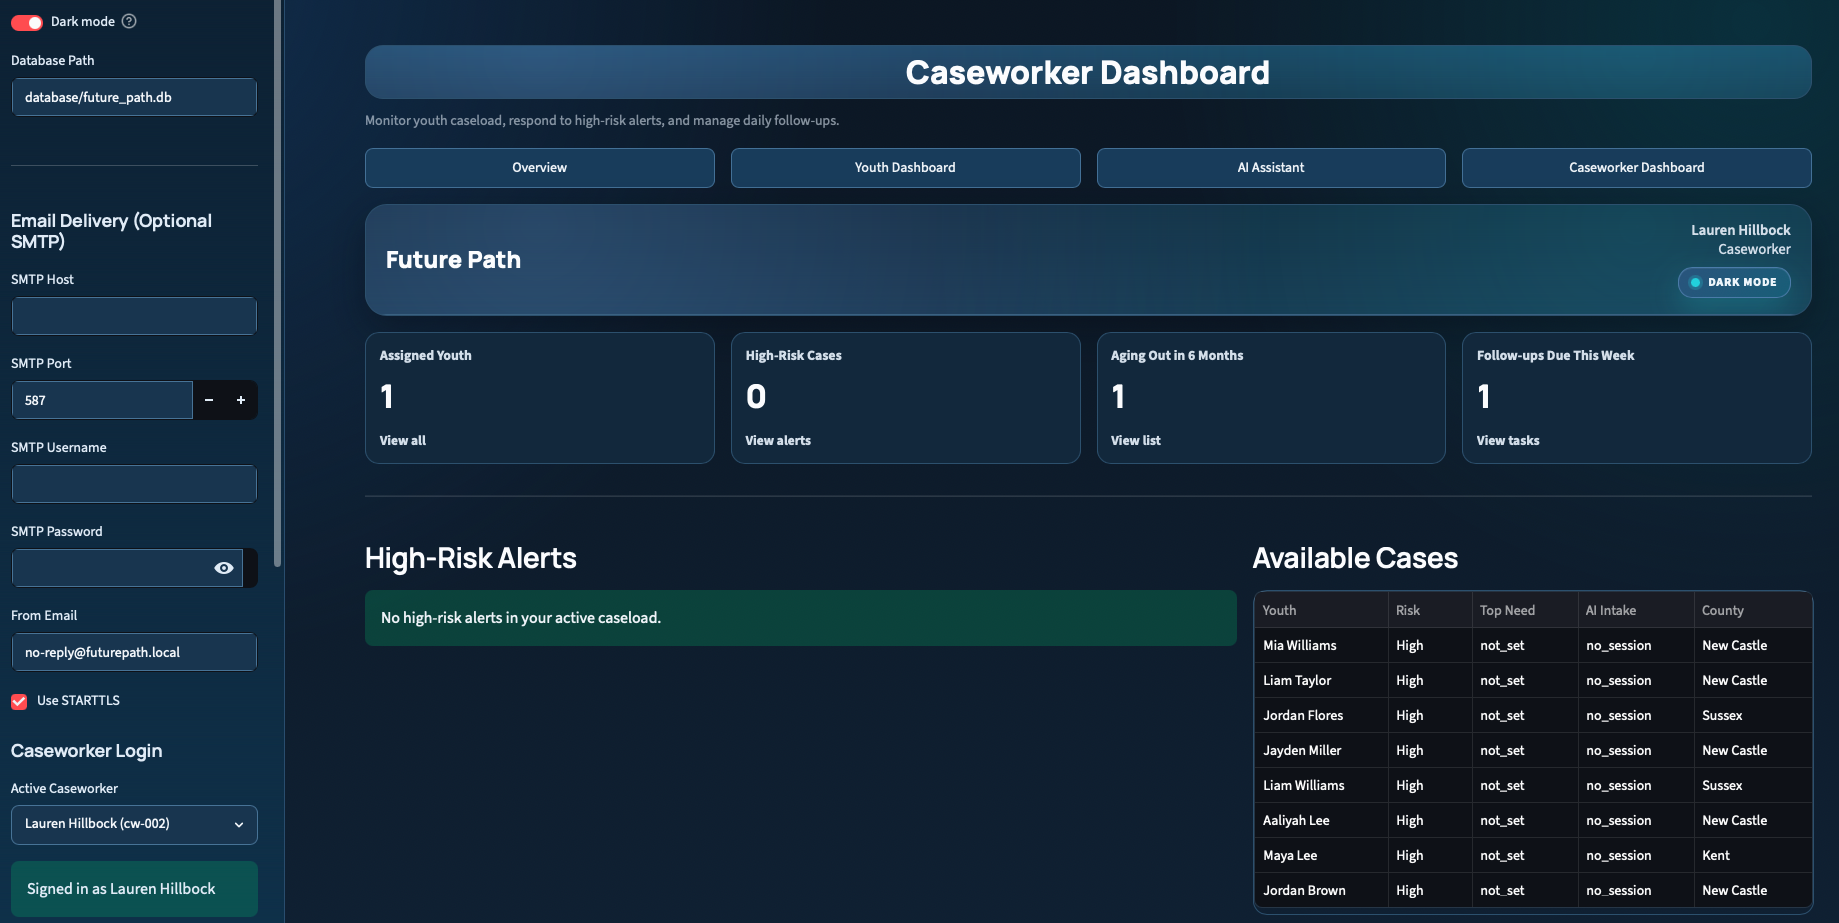 Dark mode
Database Path
database/future_path.db
Email Delivery (Optional
SMTP)
SMTP Host
SMTP Port
587
SMTP Username
SMTP Password
From Email
no-reply@futurepath.local
Use STARTTLS
Caseworker Login
Active Caseworker
Lauren Hillbock (cw-002)
Signed in as Lauren Hillbock
Caseworker Dashboard
Monitor youth caseload, respond to high-risk alerts, and manage daily follow-ups.
Overview
Youth Dashboard
AI Assistant
Caseworker Dashboard
Future Path
Lauren Hillbock
Caseworker
DARK MODE
Assigned Youth
1
View all
High-Risk Cases
0
View alerts
Aging Out in 6 Months
1
View list
Follow-ups Due This Week
1
View tasks
High-Risk Alerts
No high-risk alerts in your active caseload.
Available Cases
Youth Risk Top Need AI Intake County
Mia Williams High not_set no_session New Castle
Liam Taylor High not_set no_session New Castle
Jordan Flores High not_set no_session Sussex
Jayden Miller High not_set no_session New Castle
Liam Williams High not_set no_session Sussex
Aaliyah Lee High not_set no_session New Castle
Maya Lee High not_set no_session Kent
Jordan Brown High not_set no_session New Castle